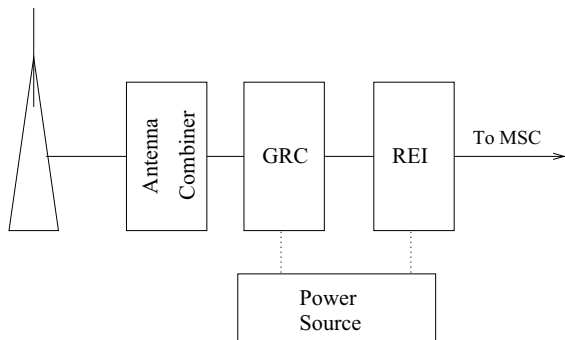 Antenna
Combiner
GRC
REI
To MSC
Power
Source